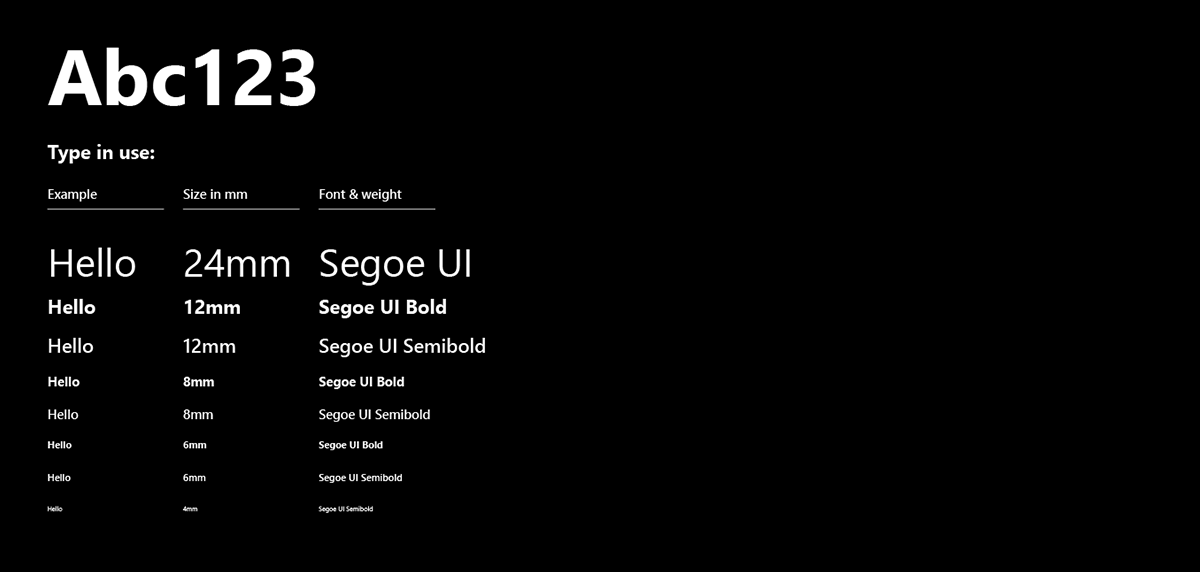 Abc123
Type in use:
Example Size in mm Font & weight
Hello 24mm Segoe UI
Hello 12mm Segoe UI Bold
Hello 12mm Segoe UI Semibold
Hello 8mm Segoe UI Bold
Hello 8mm Segoe UI Semibold
Hello 6mm Segoe UI Bold
Hello 6mm Segoe UI Semibold
Hello 4mm Segoe UI Semibold